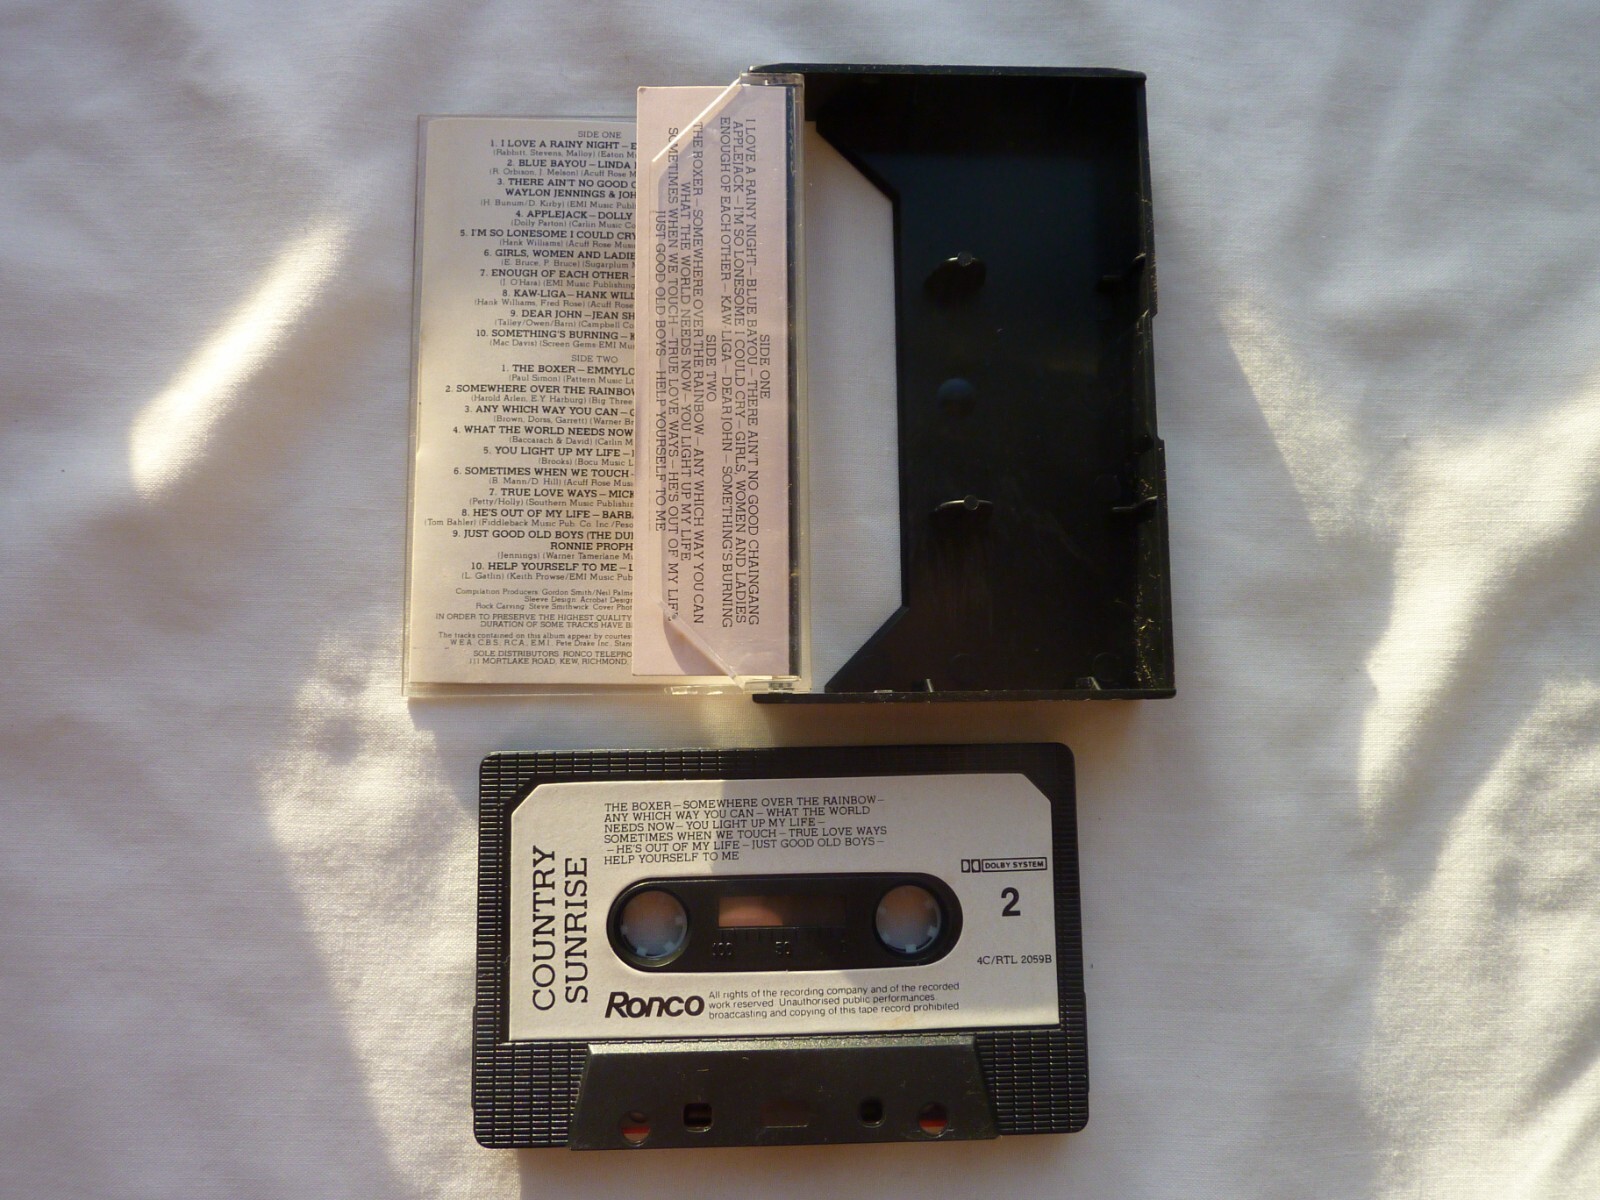 SIDE ONE
1. I LOVE A RAINY NIGHT – E
(Rabbitt, Stevens, Malloy) (Eaton M
2. BLUE BAYOU – LINDA
(R. Orbison, J. Melson) (Acuff Rose M
3. THERE AIN'T NO GOOD C
WAYLON JENNINGS & JOH
(H. Bunum/D. Kirby) (EMI Music Publ
4. APPLEJACK – DOLLY
(Dolly Parton) (Carlin Music C
5. I'M SO LONESOME I COULD CRY
(Hank Williams) (Acuff Rose Mus
6. GIRLS, WOMEN AND LADIE
(E. Bruce, P. Bruce) (Sugarplum M
7. ENOUGH OF EACH OTHER –
(J. O'Hara) (EMI Music Publishing
8. KAW-LIGA – HANK WILL
(Hank Williams, Fred Rose) (Acuff Rose
9. DEAR JOHN – JEAN SH
(Talley/Owen/Barn) (Campbell Co
10. SOMETHING'S BURNING – K
(Mac Davis) (Screen Gems-EMI Mu
SIDE TWO
1. THE BOXER – EMMYLO
(Paul Simon) (Pattern Music Li
2. SOMEWHERE OVER THE RAINBOW
(Harold Arlen, E.Y. Harburg) (Big Three
3. ANY WHICH WAY YOU CAN –
(Brown, Dorss, Garrett) (Warner Br
4. WHAT THE WORLD NEEDS NOW
(Baccarach & David) (Carlin M
5. YOU LIGHT UP MY LIFE –
(Brooks) (Bocu Music L
6. SOMETIMES WHEN WE TOUCH –
(B. Mann/D. Hill) (Acuff Rose Mus
7. TRUE LOVE WAYS – MICK
(Petty/Holly) (Southern Music Publishin
8. HE'S OUT OF MY LIFE – BARB
(Tom Bahler) (Fiddleback Music Pub. Co. Inc./Peso
9. JUST GOOD OLD BOYS (THE DU
RONNIE PROPH
(Jennings) (Warner Tamerlane M
10. HELP YOURSELF TO ME – L
(L. Gatlin) (Keith Prowse/EMI Music Pub
Compilation Producers: Gordon Smith/Neil Palme
Sleeve Design: Acrobat Desig
Rock Carving: Steve Smithwick. Cover Phot
IN ORDER TO PRESERVE THE HIGHEST QUALITY
DURATION OF SOME TRACKS HAVE B
The tracks contained on this album appear by courtes
W.E.A., C.B.S., R.C.A., E.M.I., Pete Drake Inc., Stan
SOLE DISTRIBUTORS: RONCO TELEPRO
111 MORTLAKE ROAD, KEW, RICHMOND,
SIDE ONE
I LOVE A RAINY NIGHT – BLUE BAYOU – THERE AIN'T NO GOOD CHAINGANG
APPLEJACK – I'M SO LONESOME I COULD CRY – GIRLS, WOMEN AND LADIES
ENOUGH OF EACH OTHER – KAW LIGA – DEAR JOHN – SOMETHING'S BURNING
SIDE TWO
THE BOXER – SOMEWHERE OVER THE RAINBOW – ANY WHICH WAY YOU CAN
WHAT THE WORLD NEEDS NOW – YOU LIGHT UP MY LIFE
SOMETIMES WHEN WE TOUCH – TRUE LOVE WAYS – HE'S OUT OF MY LIFE
JUST GOOD OLD BOYS – HELP YOURSELF TO ME
COUNTRY
SUNRISE
THE BOXER – SOMEWHERE OVER THE RAINBOW –
ANY WHICH WAY YOU CAN – WHAT THE WORLD
NEEDS NOW – YOU LIGHT UP MY LIFE –
SOMETIMES WHEN WE TOUCH – TRUE LOVE WAYS
– HE'S OUT OF MY LIFE – JUST GOOD OLD BOYS –
HELP YOURSELF TO ME
DOLBY SYSTEM
2
100 50
4C/RTL 2059B
Ronco
All rights of the recording company and of the recorded
work reserved. Unauthorised public performances
broadcasting and copying of this tape record prohibited